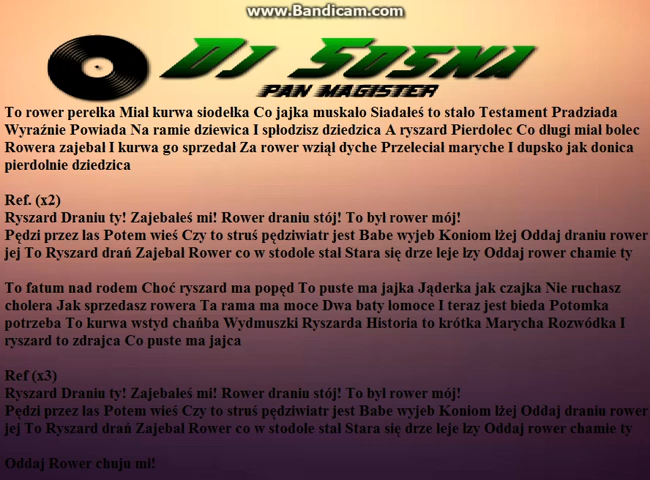 www.Bandicam.com
Dj Sosna
PAN MAGISTER
To rower perełka Miał kurwa siodełka Co jajka muskało Siadałeś to stało Testament Pradziada
Wyraźnie Powiada Na ramie dziewica I spłodzisz dziedzica A ryszard Pierdolec Co długi miał bolec
Rowera zajebał I kurwa go sprzedał Za rower wziął dyche Przeleciał maryche I dupsko jak donica
pierdolnie dziedzica
Ref. (x2)
Ryszard Draniu ty! Zajebałeś mi! Rower draniu stój! To był rower mój!
Pędzi przez las Potem wieś Czy to struś pędziwiatr jest Babe wyjeb Koniom lżej Oddaj draniu rower
jej To Ryszard drań Zajebał Rower co w stodole stał Stara się drze leje łzy Oddaj rower chamie ty
To fatum nad rodem Choć ryszard ma popęd To puste ma jajka Jąderka jak czajka Nie ruchasz
cholera Jak sprzedasz rowera Ta rama ma moce Dwa baty łomoce I teraz jest bieda Potomka
potrzeba To kurwa wstyd chańba Wydmuszki Ryszarda Historia to krótka Marycha Rozwódka I
ryszard to zdrajca Co puste ma jajca
Ref (x3)
Ryszard Draniu ty! Zajebałeś mi! Rower draniu stój! To był rower mój!
Pędzi przez las Potem wieś Czy to struś pędziwiatr jest Babe wyjeb Koniom lżej Oddaj draniu rower
jej To Ryszard drań Zajebał Rower co w stodole stał Stara się drze leje łzy Oddaj rower chamie ty
Oddaj Rower chuju mi!